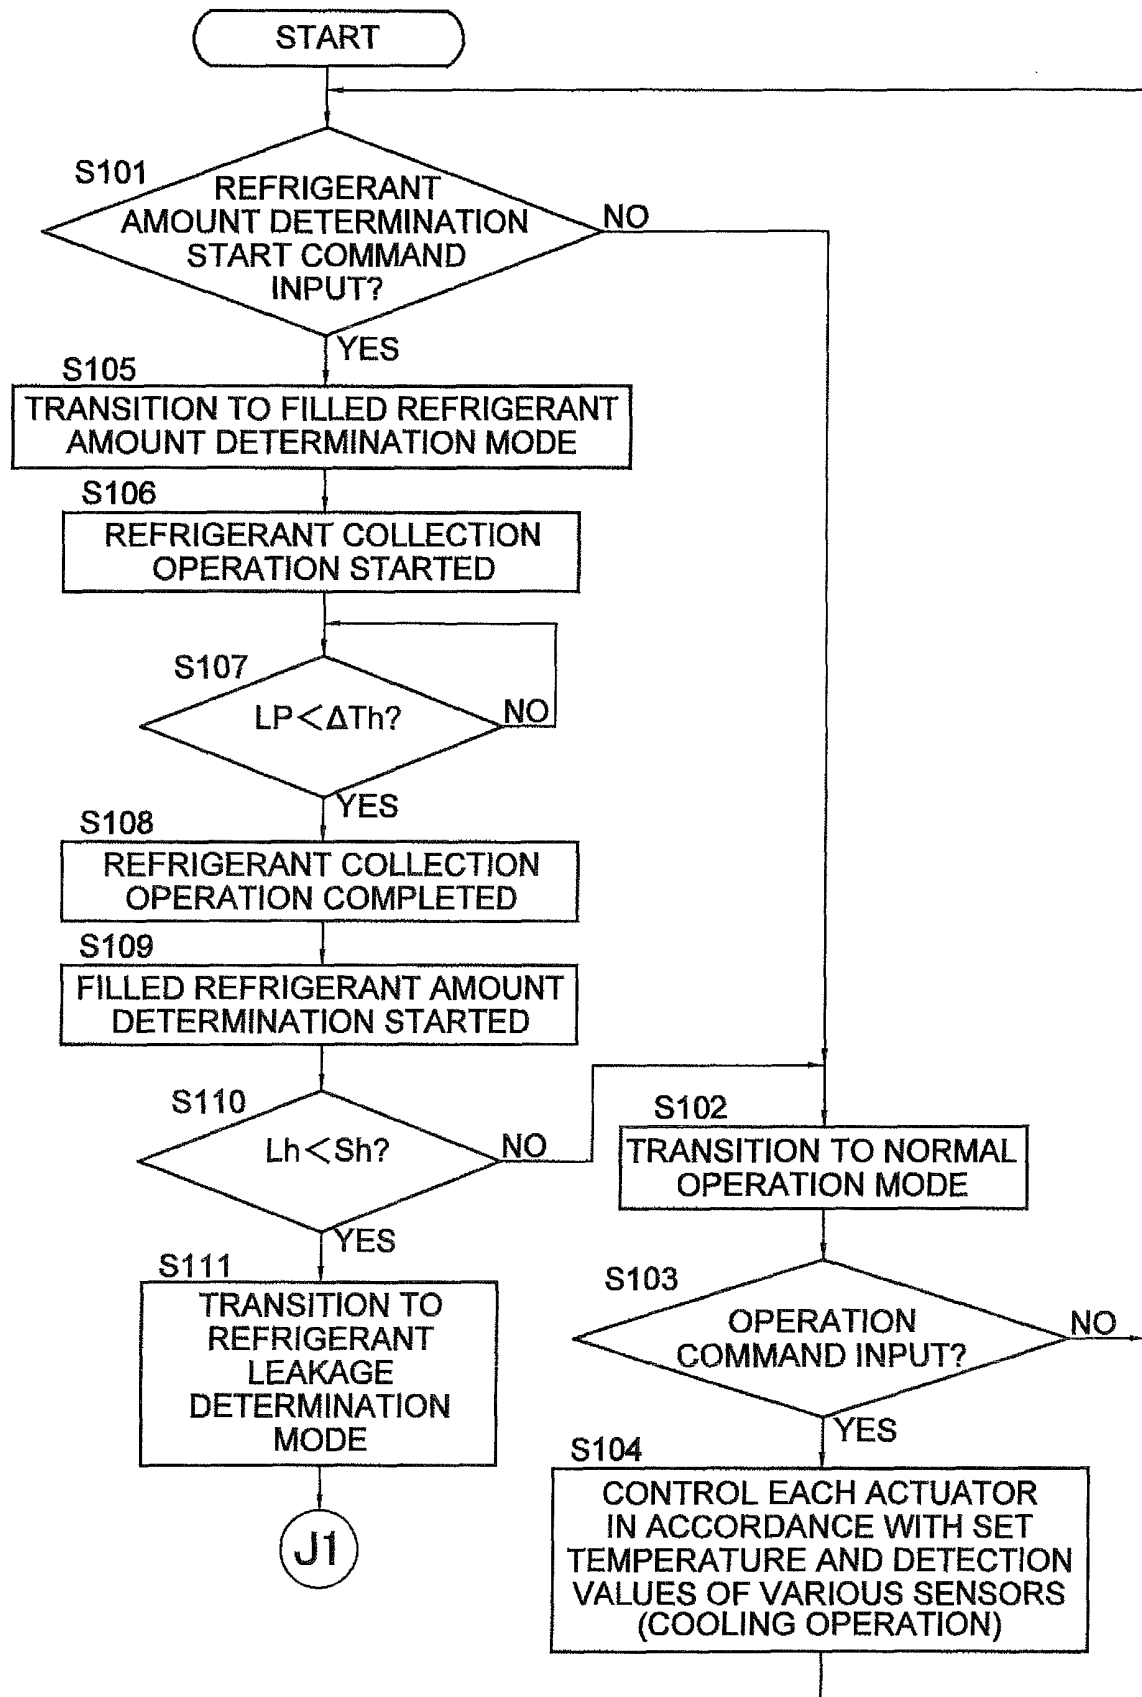 START
S101
REFRIGERANT
AMOUNT DETERMINATION
START COMMAND
INPUT?
NO
YES
S105
TRANSITION TO FILLED REFRIGERANT
AMOUNT DETERMINATION MODE
S106
REFRIGERANT COLLECTION
OPERATION STARTED
S107
LP<ΔTh?
NO
YES
S108
REFRIGERANT COLLECTION
OPERATION COMPLETED
S109
FILLED REFRIGERANT AMOUNT
DETERMINATION STARTED
S110
Lh<Sh?
NO
YES
S111
TRANSITION TO
REFRIGERANT
LEAKAGE
DETERMINATION
MODE
J1
S102
TRANSITION TO NORMAL
OPERATION MODE
S103
OPERATION
COMMAND INPUT?
NO
YES
S104
CONTROL EACH ACTUATOR
IN ACCORDANCE WITH SET
TEMPERATURE AND DETECTION
VALUES OF VARIOUS SENSORS
(COOLING OPERATION)